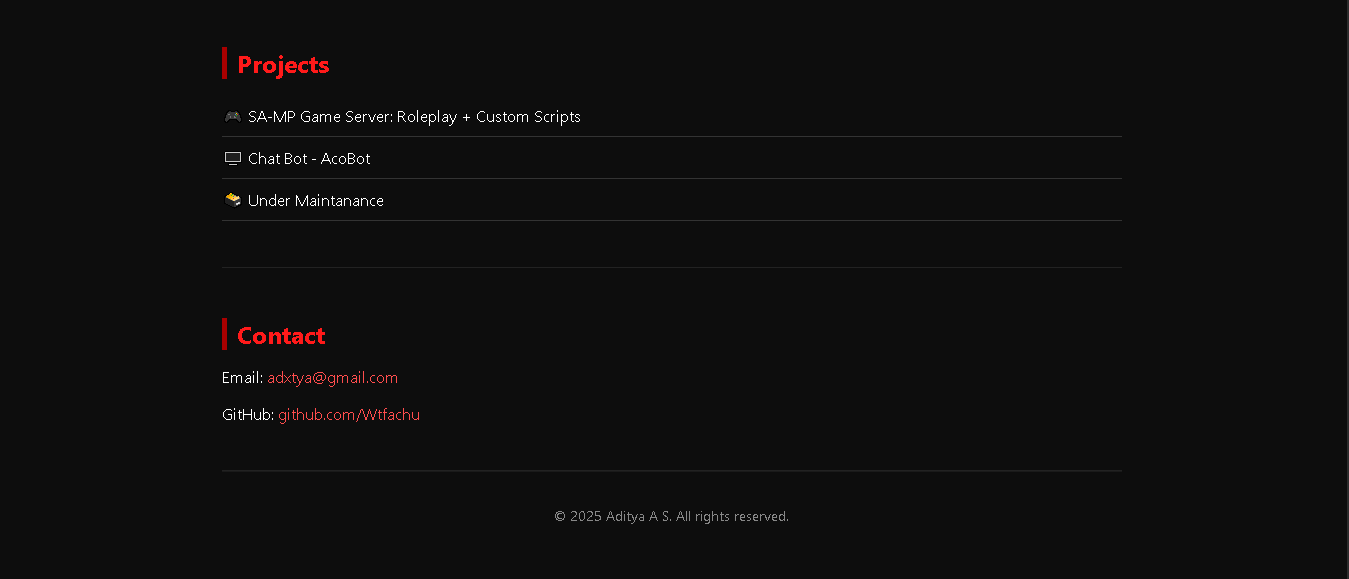 Projects
🎮 SA-MP Game Server: Roleplay + Custom Scripts
🖥 Chat Bot - AcoBot
🗃 Under Maintanance
Contact
Email: adxtya@gmail.com
GitHub: github.com/Wtfachu
© 2025 Aditya A S. All rights reserved.